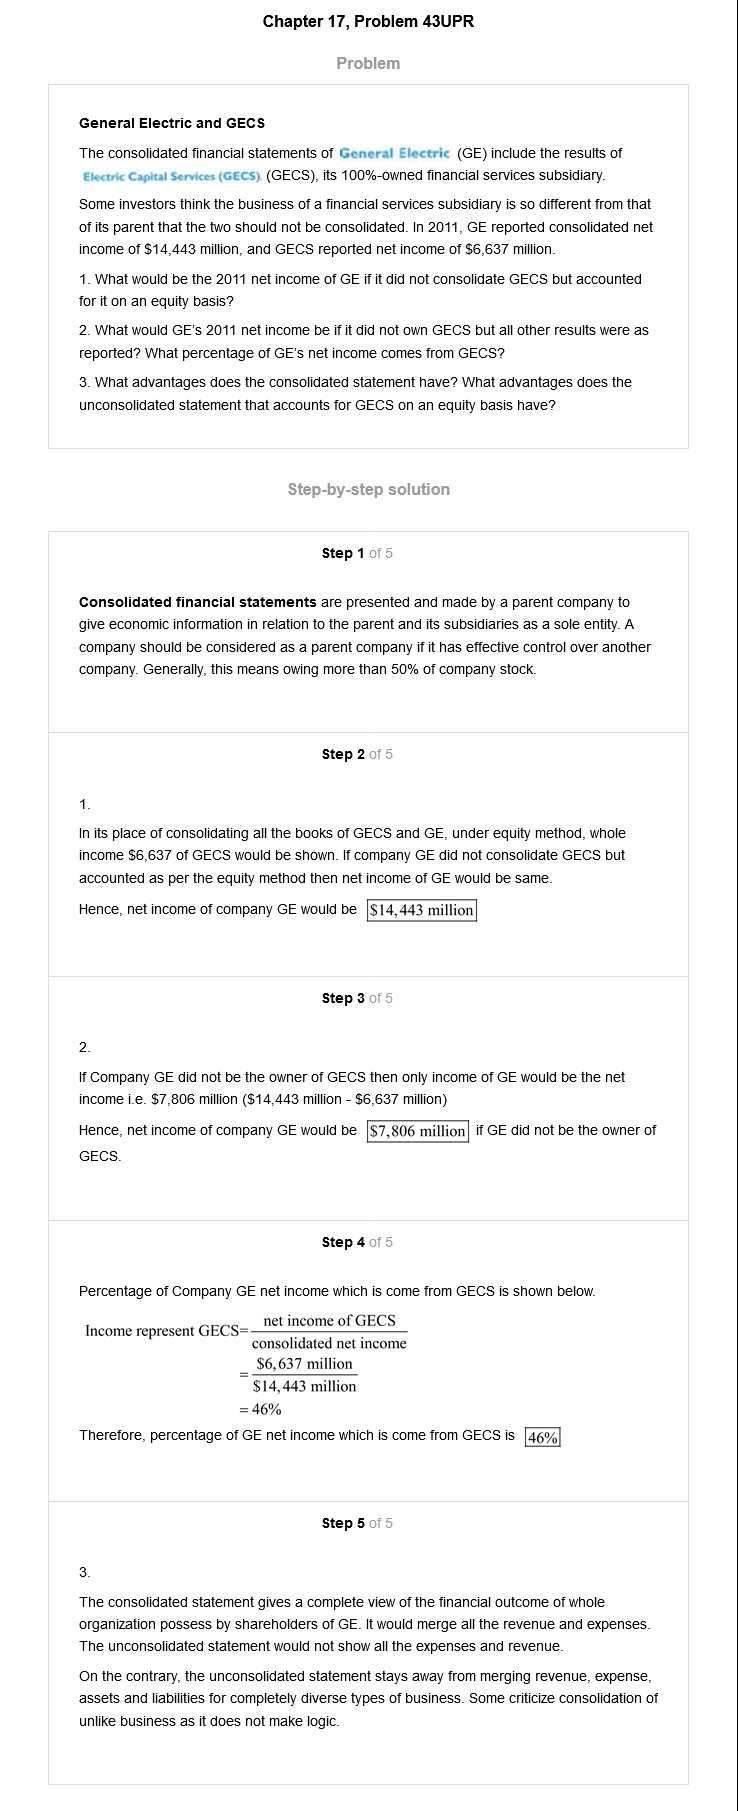 Chapter 17, Problem 43UPR
Problem
General Electric and GECS
The consolidated financial statements of General Electric (GE) include the results of
Electric Capital Services (GECS). (GECS), its 100%-owned financial services subsidiary.
Some investors think the business of a financial services subsidiary is so different from that
of its parent that the two should not be consolidated. In 2011, GE reported consolidated net
income of $14,443 million, and GECS reported net income of $6,637 million.
1. What would be the 2011 net income of GE if it did not consolidate GECS but accounted
for it on an equity basis?
2. What would GE's 2011 net income be if it did not own GECS but all other results were as
reported? What percentage of GE's net income comes from GECS?
3. What advantages does the consolidated statement have? What advantages does the
unconsolidated statement that accounts for GECS on an equity basis have?
Step-by-step solution
Step 1 of 5
Consolidated financial statements are presented and made by a parent company to
give economic information in relation to the parent and its subsidiaries as a sole entity. A
company should be considered as a parent company if it has effective control over another
company. Generally, this means owing more than 50% of company stock.
Step 2 of 5
1.
In its place of consolidating all the books of GECS and GE, under equity method, whole
income $6,637 of GECS would be shown. If company GE did not consolidate GECS but
accounted as per the equity method then net income of GE would be same.
Hence, net income of company GE would be $14,443 million
Step 3 of 5
2.
If Company GE did not be the owner of GECS then only income of GE would be the net
income i.e. $7,806 million ($14,443 million - $6,637 million)
Hence, net income of company GE would be $7,806 million if GE did not be the owner of
GECS.
Step 4 of 5
Percentage of Company GE net income which is come from GECS is shown below.
net income of GECS
Income represent GECS=
consolidated net income
$6,637 million
=
$14,443 million
= 46%
Therefore, percentage of GE net income which is come from GECS is 46%
Step 5 of 5
3.
The consolidated statement gives a complete view of the financial outcome of whole
organization possess by shareholders of GE. It would merge all the revenue and expenses.
The unconsolidated statement would not show all the expenses and revenue.
On the contrary, the unconsolidated statement stays away from merging revenue, expense,
assets and liabilities for completely diverse types of business. Some criticize consolidation of
unlike business as it does not make logic.